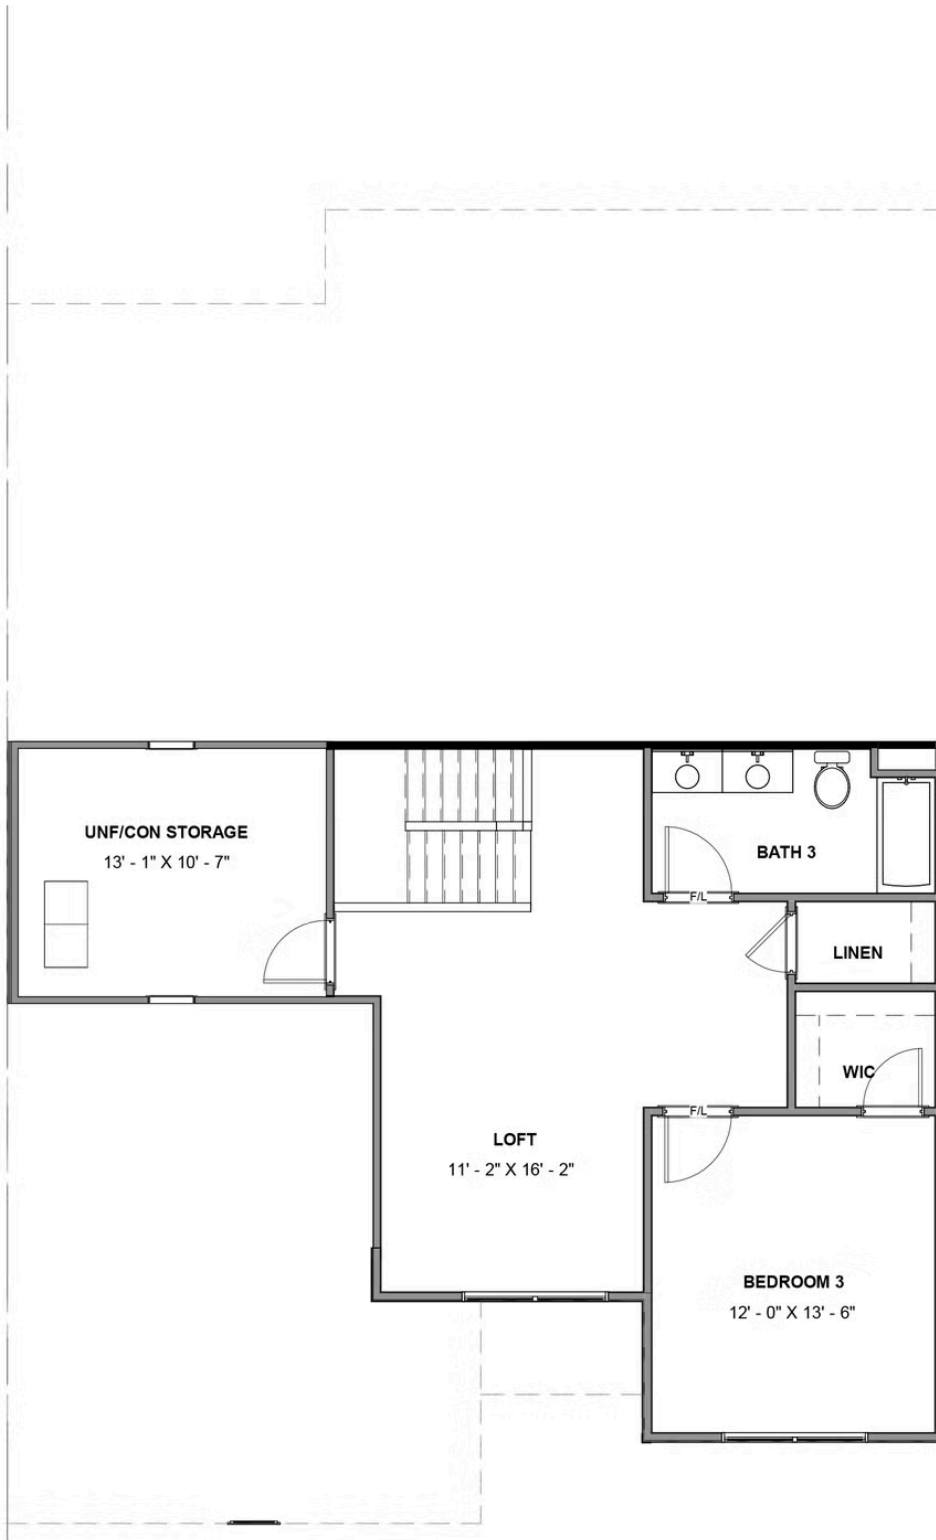 UNF/CON STORAGE
13' - 1" X 10' - 7"
BATH 3
F/L
LINEN
WIC
F/L
LOFT
11' - 2" X 16' - 2"
BEDROOM 3
12' - 0" X 13' - 6"